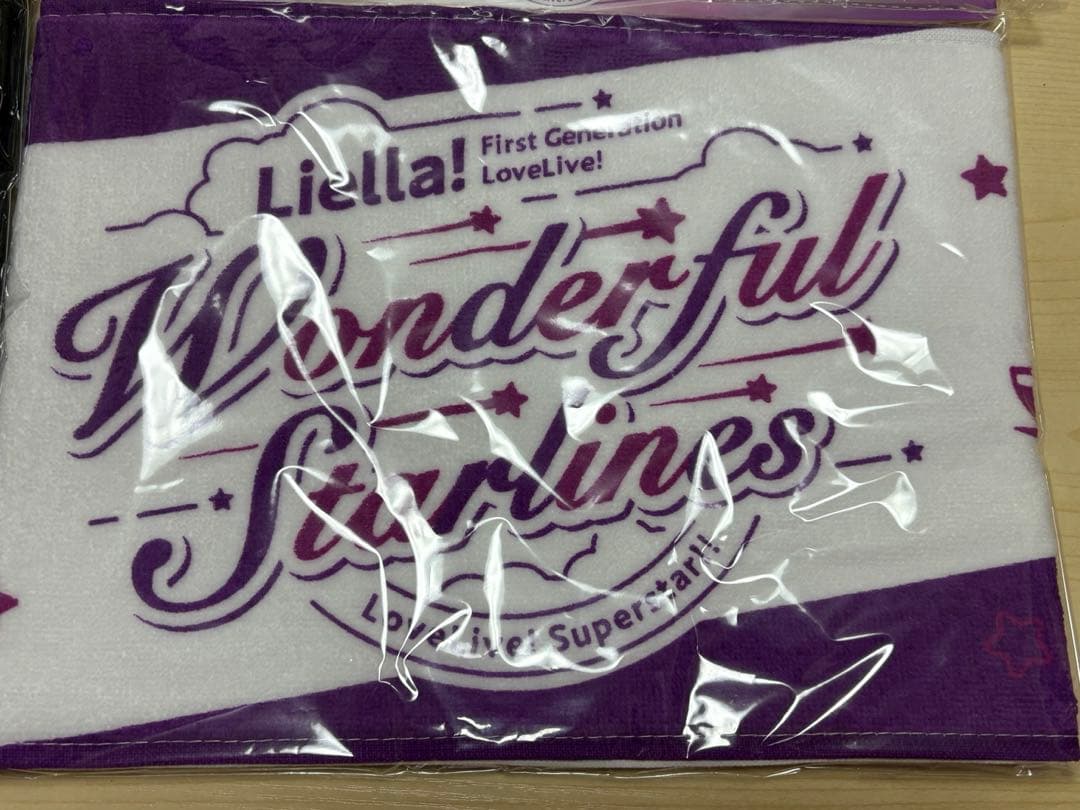 Liella! First Generation
LoveLive!
Wonderful
Starlines
LoveLive! Superstar!!